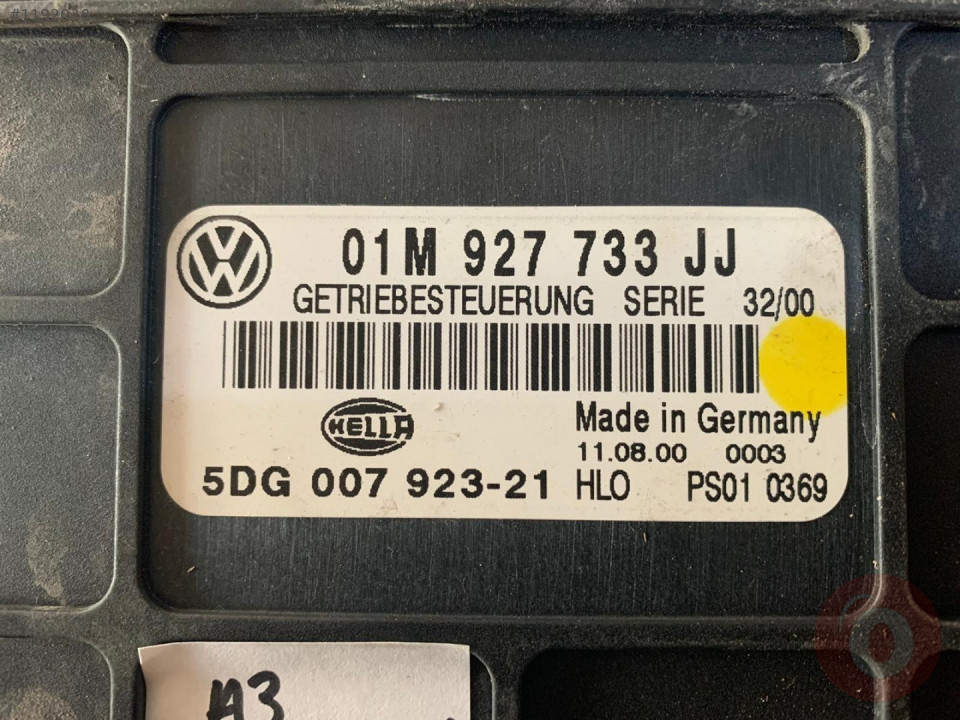 01M 927 733 JJ
GETRIEBESTEUERUNG SERIE 32/00
HELLA
Made in Germany
11.08.00 0003
5DG 007 923-21 HLO PS01 0369
A3